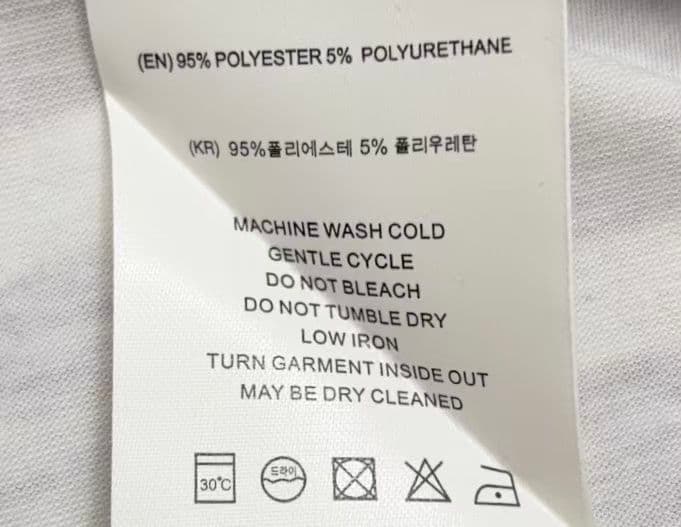 (EN) 95% POLYESTER 5% POLYURETHANE
(KR) 95%폴리에스테 5% 폴리우레탄
MACHINE WASH COLD
GENTLE CYCLE
DO NOT BLEACH
DO NOT TUMBLE DRY
LOW IRON
TURN GARMENT INSIDE OUT
MAY BE DRY CLEANED
30℃ 드라이